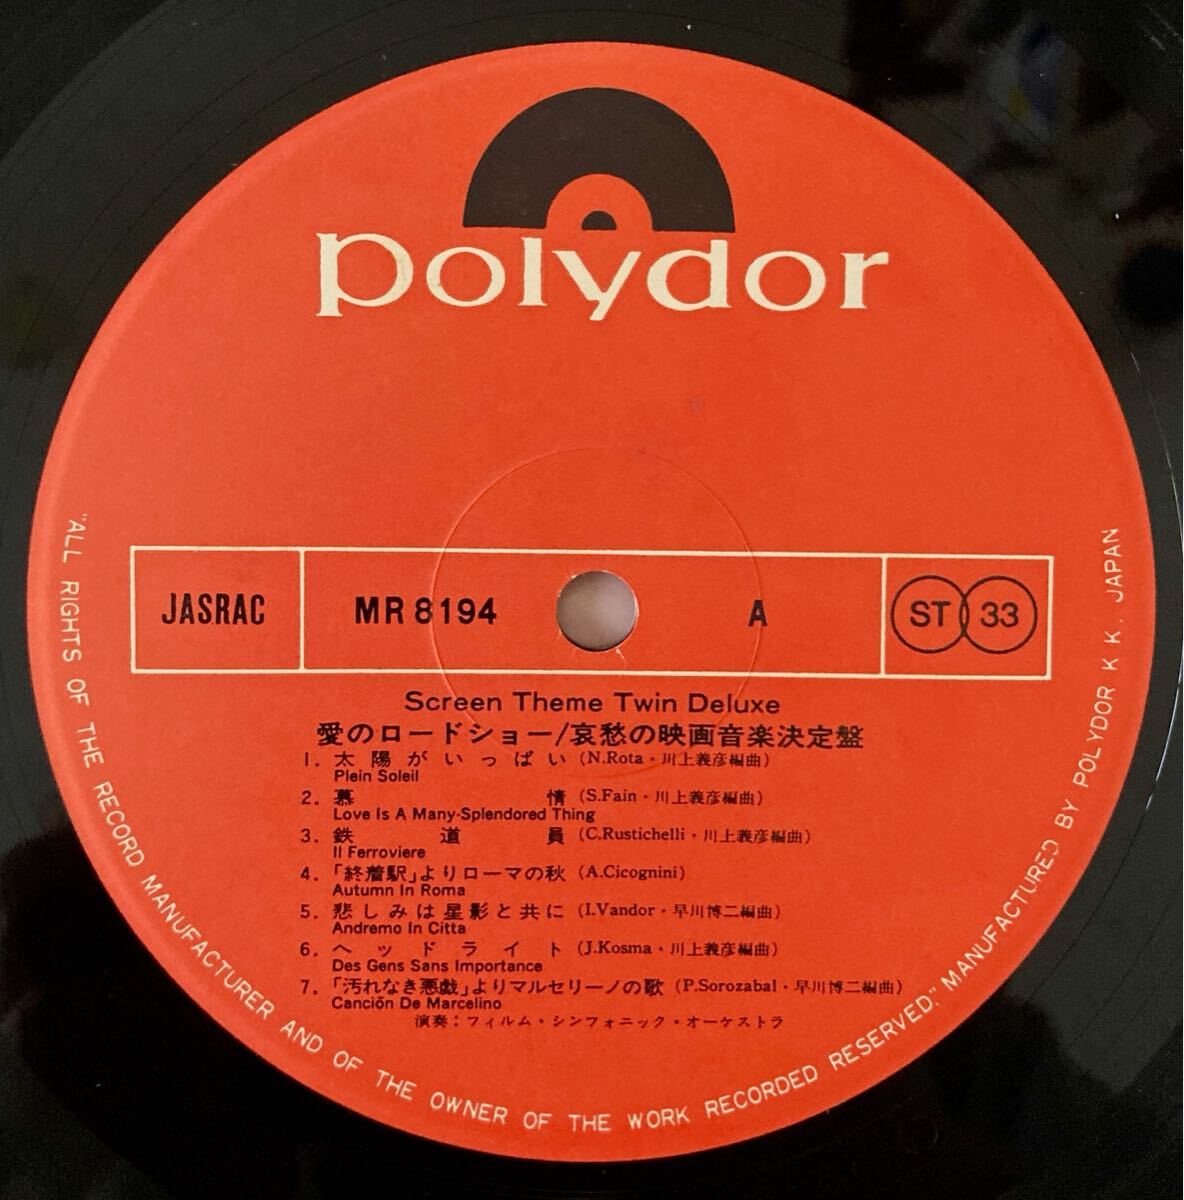 polydor
JASRAC MR 8194 A ST 33
Screen Theme Twin Deluxe
愛のロードショー/哀愁の映画音楽決定盤
1. 太陽がいっぱい (N.Rota・川上義彦編曲)
Plein Soleil
2. 慕情 (S.Fain・川上義彦編曲)
Love Is A Many-Splendored Thing
3. 鉄道員 (C.Rustichelli・川上義彦編曲)
Il Ferroviere
4. 「終着駅」よりローマの秋 (A.Cicognini)
Autumn In Roma
5. 悲しみは星影と共に (I.Vandor・早川博二編曲)
Andremo In Citta
6. ヘッドライト (J.Kosma・川上義彦編曲)
Des Gens Sans Importance
7. 「汚れなき悪戯」よりマルセリーノの歌 (P.Sorozabal・早川博二編曲)
Canciōn De Marcelino
演奏：フィルム・シンフォニック・オーケストラ
"ALL RIGHTS OF THE RECORD MANUFACTURER AND OF THE OWNER OF THE WORK RECORDED RESERVED," MANUFACTURED BY POLYDOR K K, JAPAN